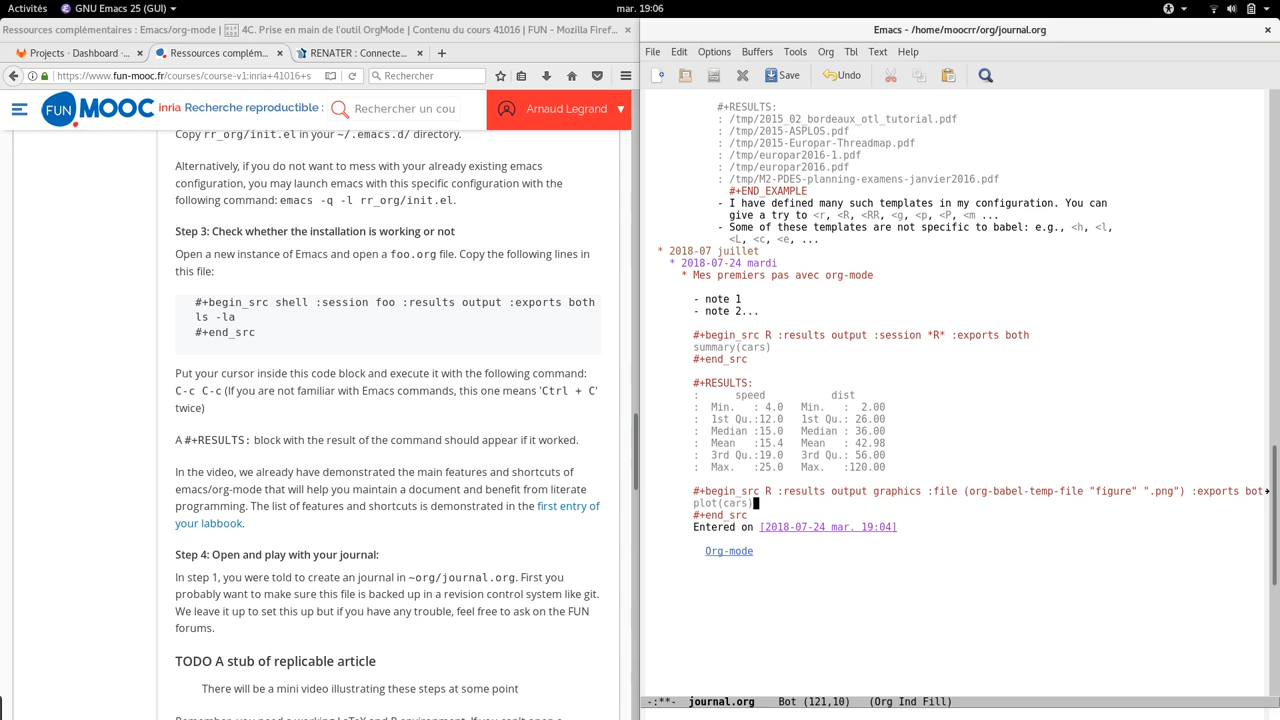 Activités GNU Emacs 25 (GUI) mar. 19:06
Ressources complémentaires : Emacs/org-mode | 4C. Prise en main de l'outil OrgMode | Contenu du cours 41016 | FUN - Mozilla Firef...
Projects · Dashboard · Ressources complém... RENATER : Connecte...
https://www.fun-mooc.fr/courses/course-v1:inria+41016+s Rechercher
FUN MOOC inria Recherche reproductible : Rechercher un cou Arnaud Legrand
Copy rr_org/init.el in your ~/.emacs.d/ directory.
Alternatively, if you do not want to mess with your already existing emacs
configuration, you may launch emacs with this specific configuration with the
following command: emacs -q -l rr_org/init.el.
Step 3: Check whether the installation is working or not
Open a new instance of Emacs and open a foo.org file. Copy the following lines in
this file:
#+begin_src shell :session foo :results output :exports both
ls -la
#+end_src
Put your cursor inside this code block and execute it with the following command:
C-c C-c (If you are not familiar with Emacs commands, this one means 'Ctrl + C'
twice)
A #+RESULTS: block with the result of the command should appear if it worked.
In the video, we already have demonstrated the main features and shortcuts of
emacs/org-mode that will help you maintain a document and benefit from literate
programming. The list of features and shortcuts is demonstrated in the first entry of
your labbook.
Step 4: Open and play with your journal:
In step 1, you were told to create an journal in ~org/journal.org. First you
probably want to make sure this file is backed up in a revision control system like git.
We leave it up to set this up but if you have any trouble, feel free to ask on the FUN
forums.
TODO A stub of replicable article
There will be a mini video illustrating these steps at some point
Emacs - /home/moocrr/org/journal.org
File Edit Options Buffers Tools Org Tbl Text Help
Save Undo
#+RESULTS:
: /tmp/2015_02_bordeaux_otl_tutorial.pdf
: /tmp/2015-ASPLOS.pdf
: /tmp/2015-Europar-Threadmap.pdf
: /tmp/europar2016-1.pdf
: /tmp/europar2016.pdf
: /tmp/M2-PDES-planning-examens-janvier2016.pdf
#+END_EXAMPLE
- I have defined many such templates in my configuration. You can
give a try to <r, <R, <RR, <g, <p, <P, <m ...
- Some of these templates are not specific to babel: e.g., <h, <l,
<L, <c, <e, ...
* 2018-07 juillet
* 2018-07-24 mardi
* Mes premiers pas avec org-mode
- note 1
- note 2...
#+begin_src R :results output :session *R* :exports both
summary(cars)
#+end_src
#+RESULTS:
: speed dist
: Min. : 4.0 Min. : 2.00
: 1st Qu.:12.0 1st Qu.: 26.00
: Median :15.0 Median : 36.00
: Mean :15.4 Mean : 42.98
: 3rd Qu.:19.0 3rd Qu.: 56.00
: Max. :25.0 Max. :120.00
#+begin_src R :results output graphics :file (org-babel-temp-file "figure" ".png") :exports bot
plot(cars)
#+end_src
Entered on [2018-07-24 mar. 19:04]
Org-mode
-:**- journal.org Bot (121,10) (Org Ind Fill)